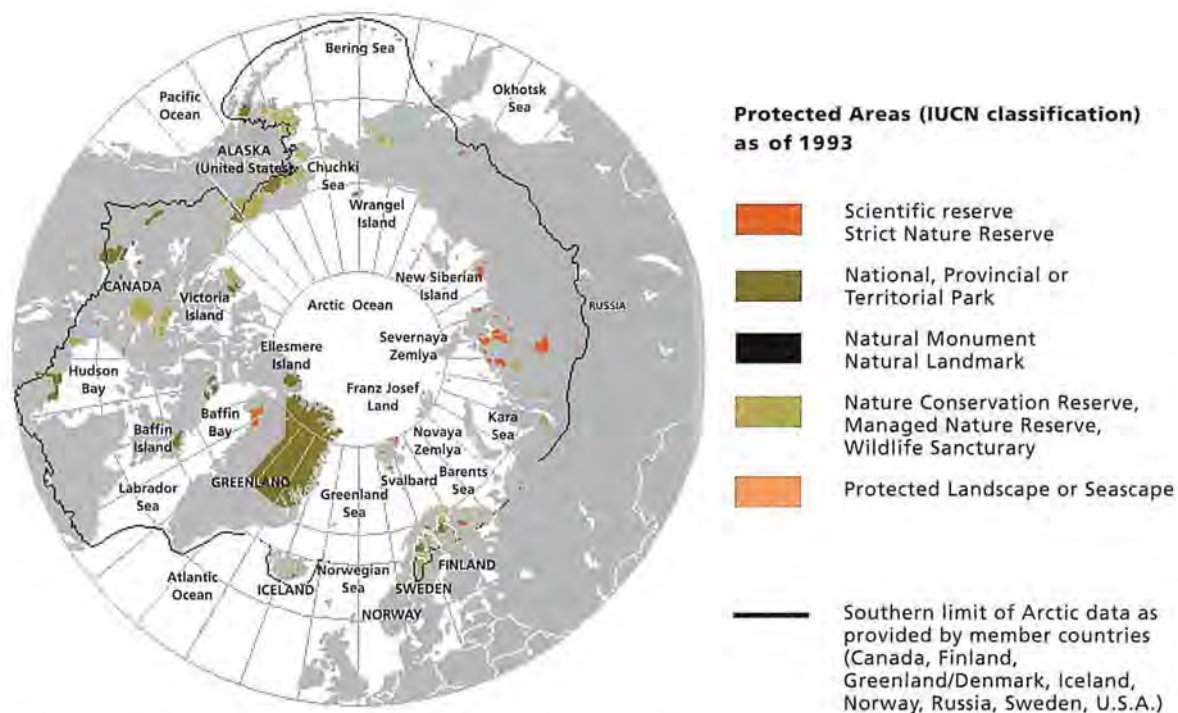 Bering Sea
Pacific
Ocean
Okhotsk
Sea
ALASKA
(United States)
Chuchki
Sea
Wrangel
Island
CANADA
Victoria
Island
New Siberian
Island
RUSSIA
Arctic Ocean
Ellesmere
Island
Severnaya
Zemlya
Hudson
Bay
Franz Josef
Land
Baffin
Bay
Kara
Sea
Baffin
Island
Novaya
Zemlya
Labrador
Sea
GREENLAND
Greenland
Sea
Svalbard
Barents
Sea
Atlantic
Ocean
ICELAND
Norwegian
Sea
FINLAND
SWEDEN
NORWAY
Protected Areas (IUCN classification)
as of 1993
Scientific reserve
Strict Nature Reserve
National, Provincial or
Territorial Park
Natural Monument
Natural Landmark
Nature Conservation Reserve,
Managed Nature Reserve,
Wildlife Sancturary
Protected Landscape or Seascape
Southern limit of Arctic data as
provided by member countries
(Canada, Finland,
Greenland/Denmark, Iceland,
Norway, Russia, Sweden, U.S.A.)